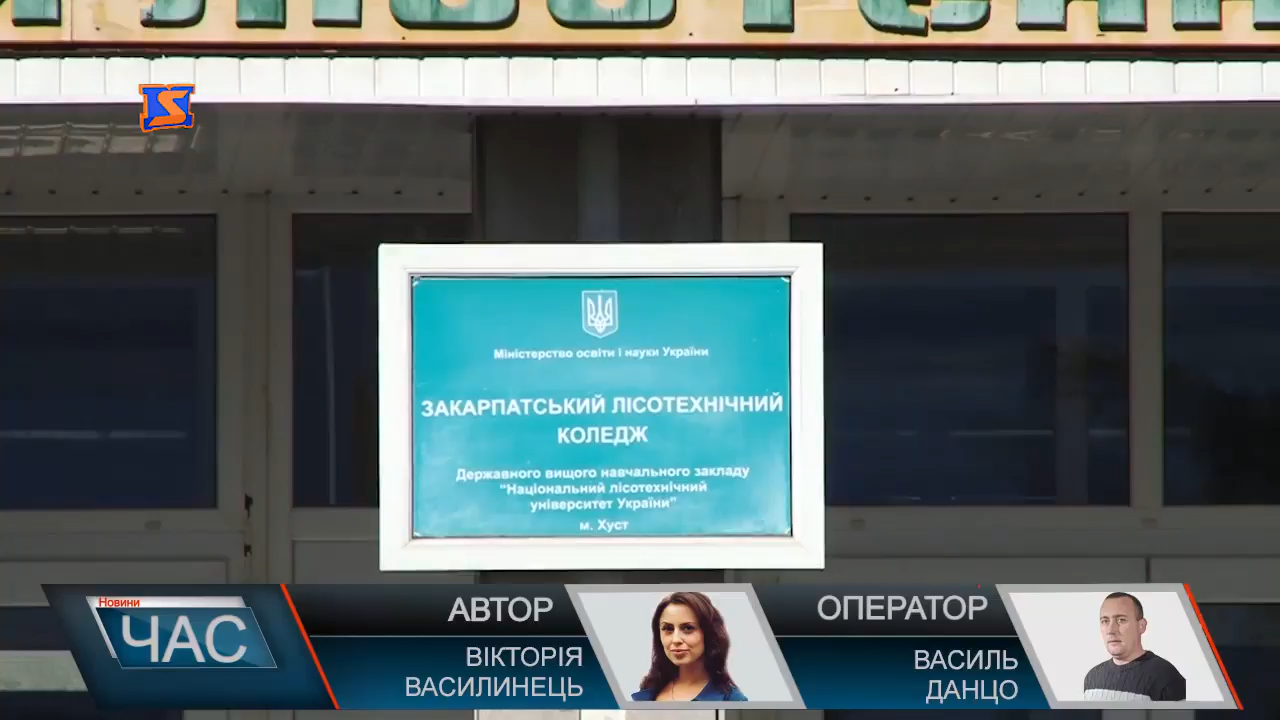 Міністерство освіти і науки України
ЗАКАРПАТСЬКИЙ ЛІСОТЕХНІЧНИЙ
КОЛЕДЖ
Державного вищого навчального закладу
"Національний лісотехнічний
університет України"
м. Хуст
Новини
ЧАС
АВТОР
ВІКТОРІЯ
ВАСИЛИНЕЦЬ
ОПЕРАТОР
ВАСИЛЬ
ДАНЦО